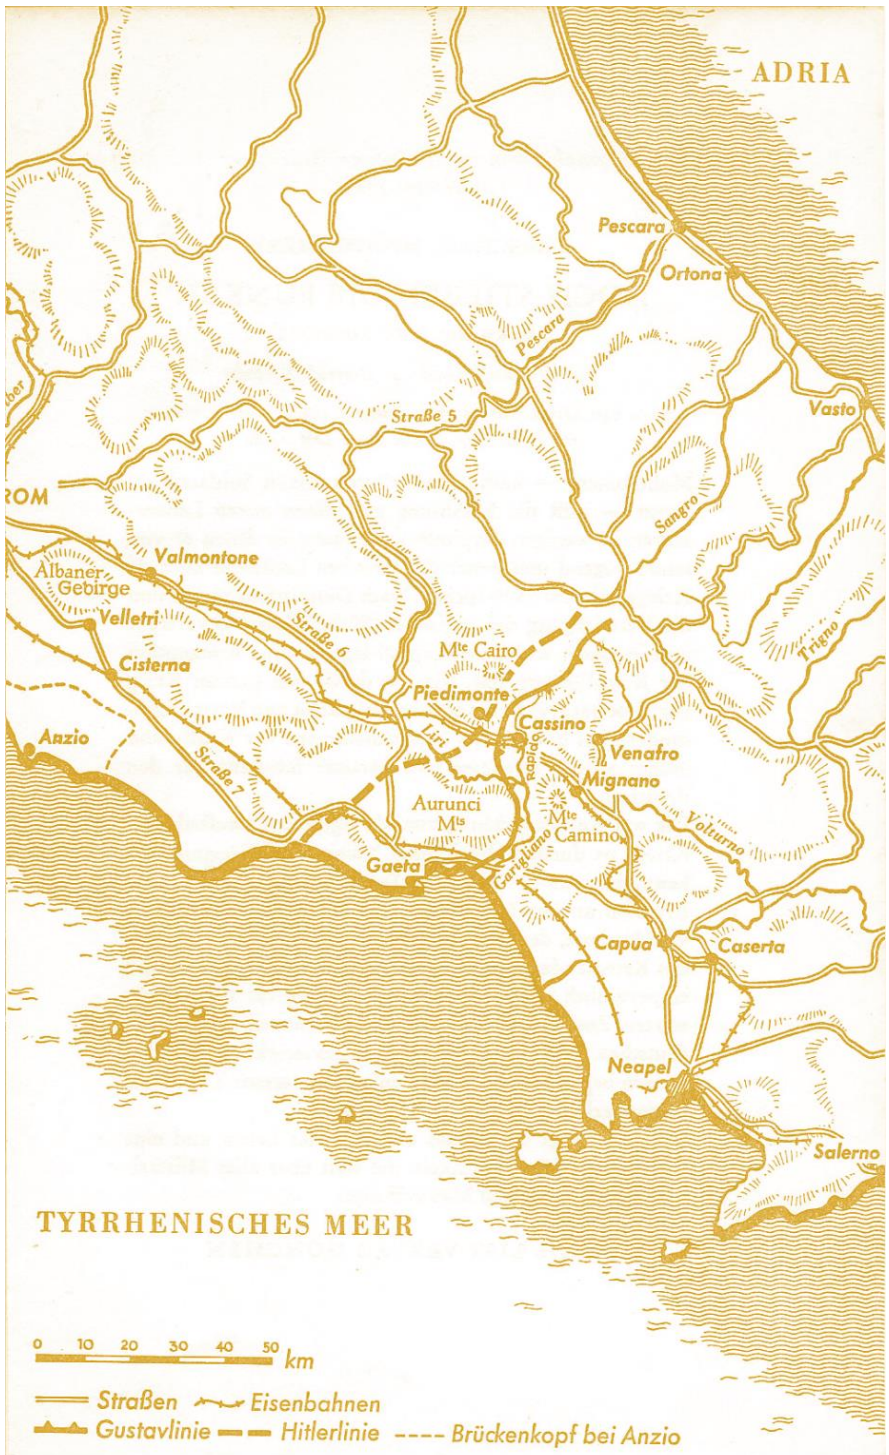 ADRIA
Pescara
Ortona
Pescara
Vasto
Straße 5
Sangro
ROM
Valmontone
Albaner
Gebirge
Velletri
Straße 6
Trigno
Cisterna
Mte Cairo
Piedimonte
Cassino
Anzio
Liri
Rapido
Venafro
Straße 7
Mignano
Aurunci
Mts
Mte
Camino
Volturno
Gaeta
Garigliano
Capua
Caserta
Neapel
Salerno
TYRRHENISCHES MEER
0 10 20 30 40 50
km
Straßen Eisenbahnen
Gustavlinie Hitlerlinie Brückenkopf bei Anzio